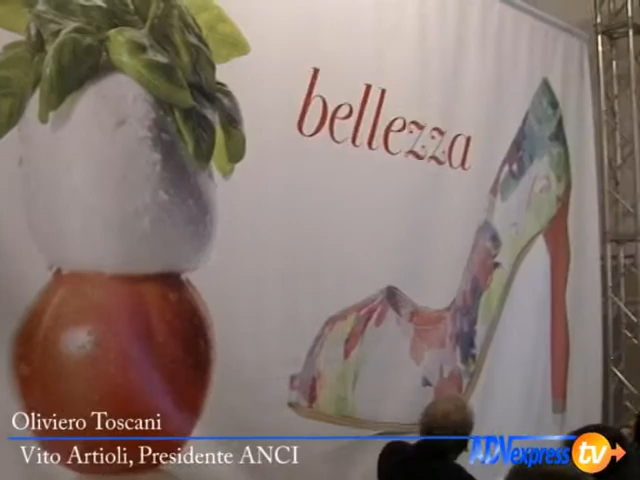 bellezza
Oliviero Toscani
Vito Artioli, Presidente ANCI
ADVexpress tv